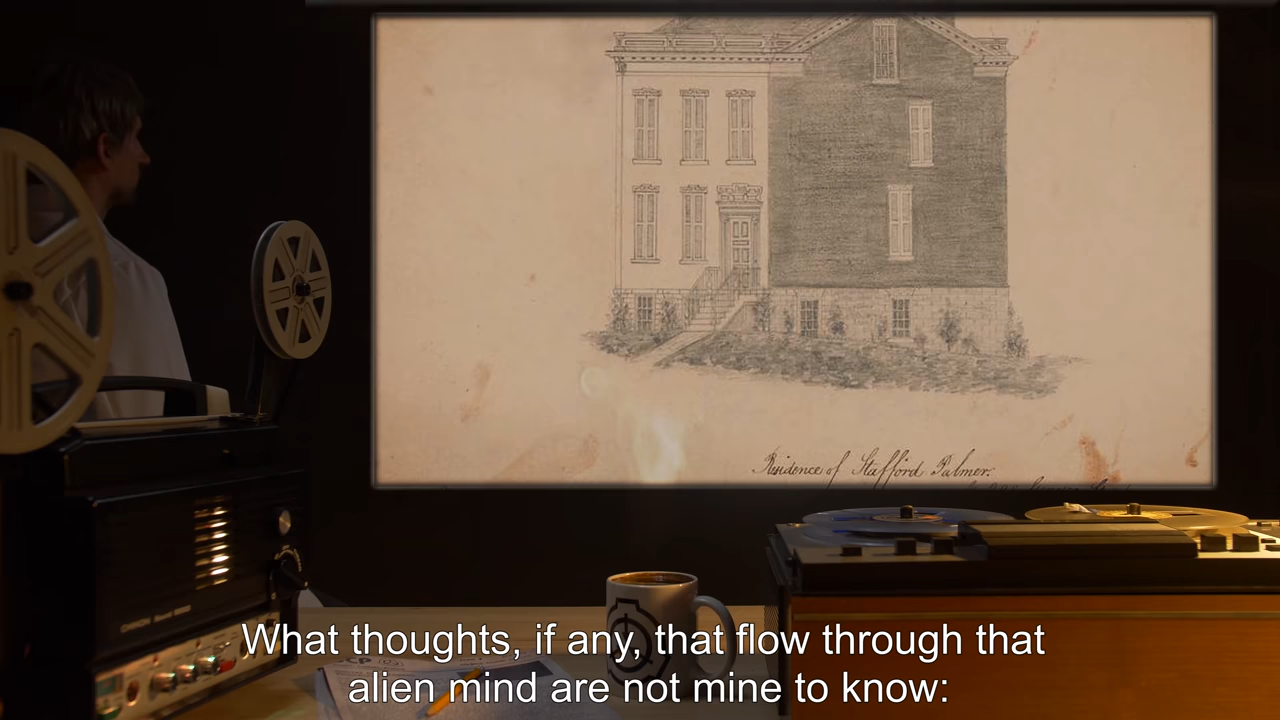 Residence of Stafford Palmer.
CP
What thoughts, if any, that flow through that
alien mind are not mine to know: